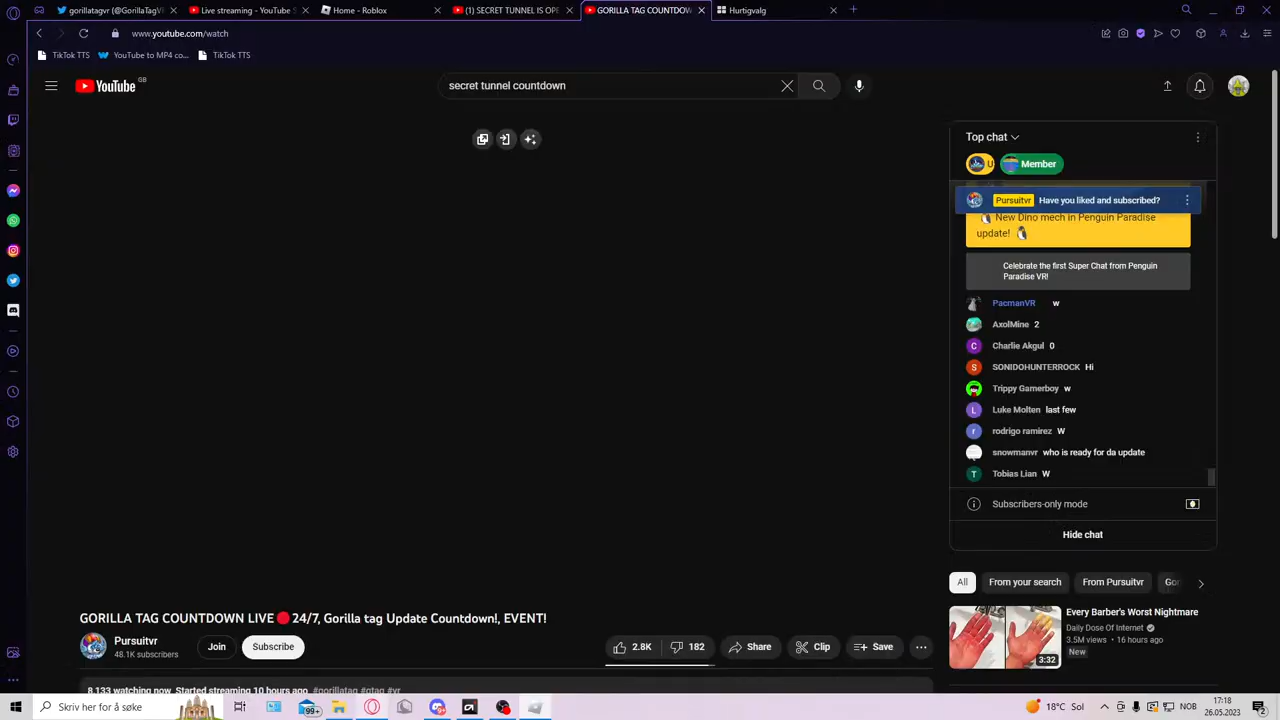 gorillatagvr (@GorillaTagV
Live streaming - YouTube S
Home - Roblox
(1) SECRET TUNNEL IS OPE
GORILLA TAG COUNTDOW
Hurtigvalg
www.youtube.com/watch
TikTok TTS
YouTube to MP4 co...
TikTok TTS
YouTube GB
secret tunnel countdown
Top chat
U
Member
Pursuitvr Have you liked and subscribed?
New Dino mech in Penguin Paradise
update!
Celebrate the first Super Chat from Penguin
Paradise VR!
PacmanVR w
AxolMine 2
C Charlie Akgul 0
S SONIDOHUNTERROCK Hi
Trippy Gamerboy w
L Luke Molten last few
r rodrigo ramirez W
snowmanvr who is ready for da update
T Tobias Lian W
Subscribers-only mode
Hide chat
GORILLA TAG COUNTDOWN LIVE 🔴 24/7, Gorilla tag Update Countdown!, EVENT!
Pursuitvr
48.1K subscribers
Join
Subscribe
2.8K
182
Share
Clip
Save
8,133 watching now Started streaming 10 hours ago #gorillatag #gtag #vr
All
From your search
From Pursuitvr
Gor
Every Barber's Worst Nightmare
Daily Dose Of Internet
3.5M views • 16 hours ago
New
3:32
Skriv her for å søke
99+
18°C Sol
NOB
17:18
26.05.2023
2